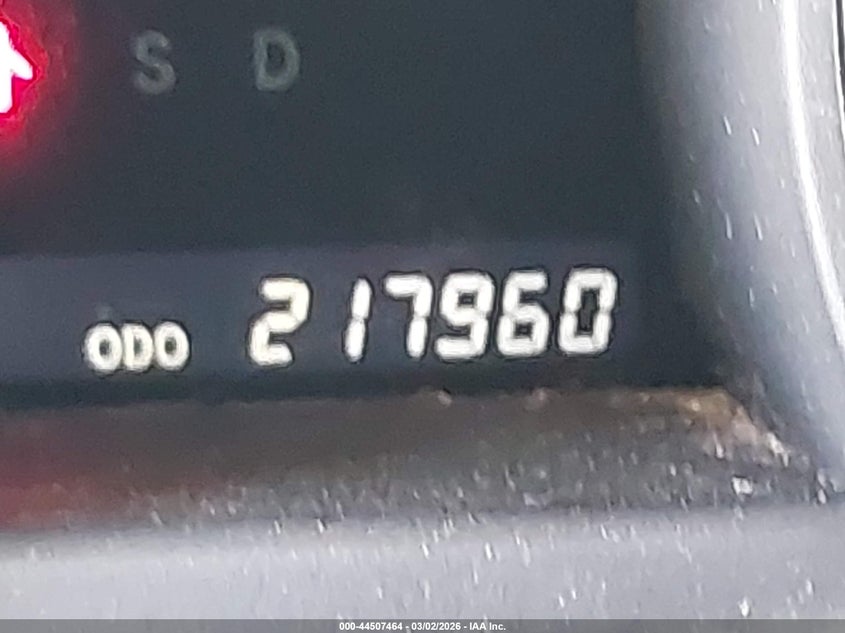 S D
ODO 217960
000-44507464 - 03/02/2026 - IAA Inc.